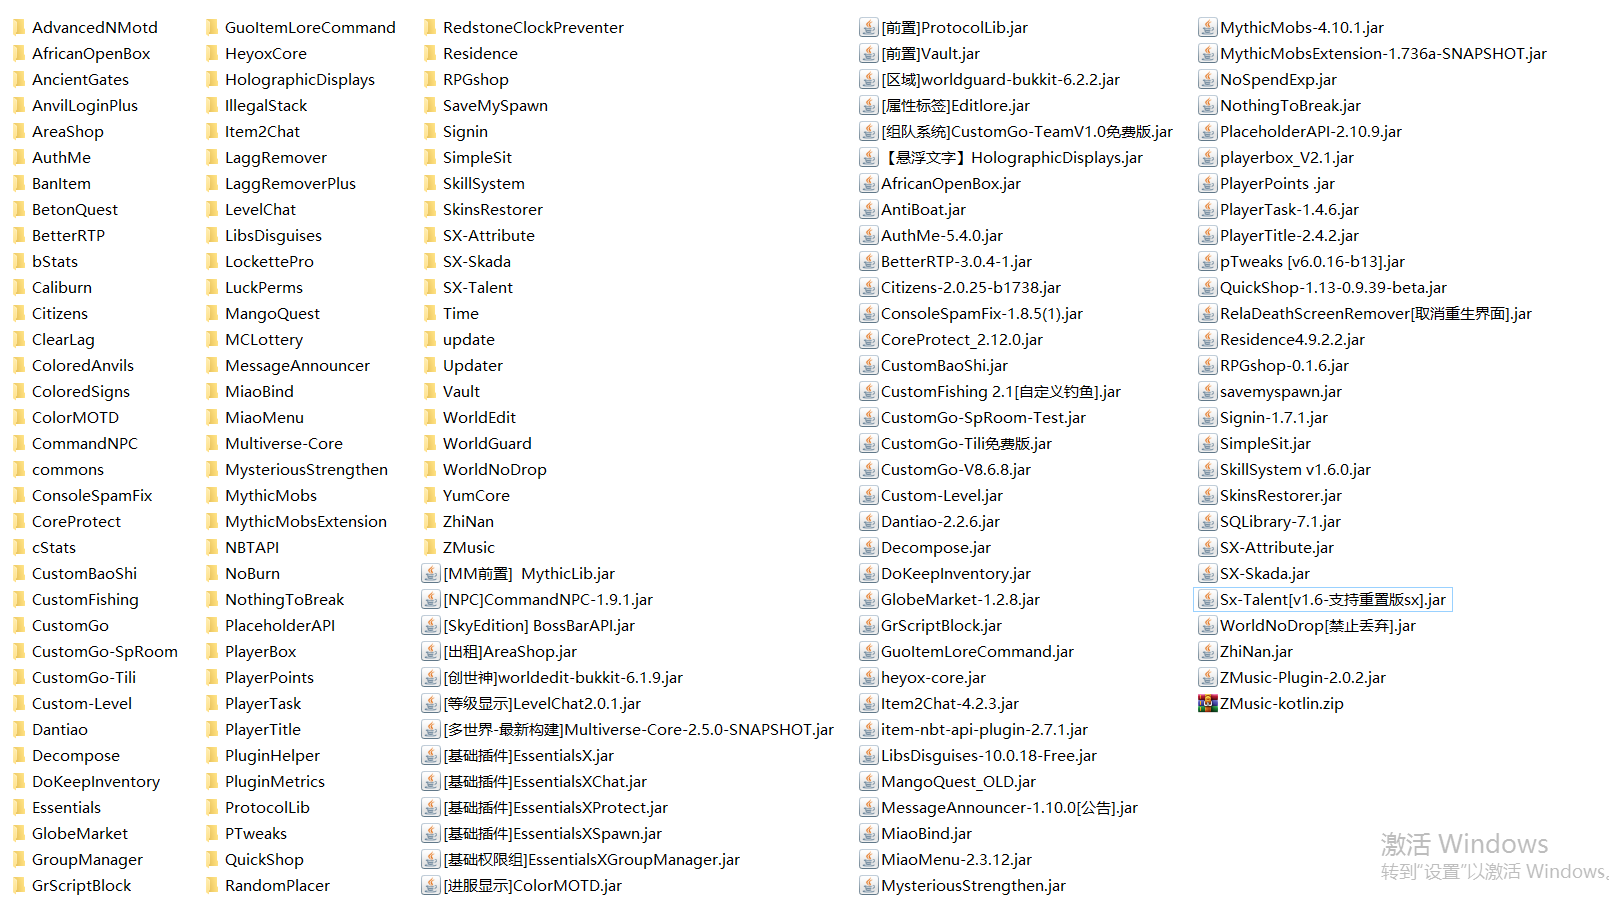 AdvancedNMotd
AfricanOpenBox
AncientGates
AnvilLoginPlus
AreaShop
AuthMe
BanItem
BetonQuest
BetterRTP
bStats
Caliburn
Citizens
ClearLag
ColoredAnvils
ColoredSigns
ColorMOTD
CommandNPC
commons
ConsoleSpamFix
CoreProtect
cStats
CustomBaoShi
CustomFishing
CustomGo
CustomGo-SpRoom
CustomGo-Tili
Custom-Level
Dantiao
Decompose
DoKeepInventory
Essentials
GlobeMarket
GroupManager
GrScriptBlock
GuoItemLoreCommand
HeyoxCore
HolographicDisplays
IllegalStack
Item2Chat
LaggRemover
LaggRemoverPlus
LevelChat
LibsDisguises
LockettePro
LuckPerms
MangoQuest
MCLottery
MessageAnnouncer
MiaoBind
MiaoMenu
Multiverse-Core
MysteriousStrengthen
MythicMobs
MythicMobsExtension
NBTAPI
NoBurn
NothingToBreak
PlaceholderAPI
PlayerBox
PlayerPoints
PlayerTask
PlayerTitle
PluginHelper
PluginMetrics
ProtocolLib
PTweaks
QuickShop
RandomPlacer
RedstoneClockPreventer
Residence
RPGshop
SaveMySpawn
Signin
SimpleSit
SkillSystem
SkinsRestorer
SX-Attribute
SX-Skada
SX-Talent
Time
update
Updater
Vault
WorldEdit
WorldGuard
WorldNoDrop
YumCore
ZhiNan
ZMusic
[MM前置]  MythicLib.jar
[NPC]CommandNPC-1.9.1.jar
[SkyEdition] BossBarAPI.jar
[出租]AreaShop.jar
[创世神]worldedit-bukkit-6.1.9.jar
[等级显示]LevelChat2.0.1.jar
[多世界-最新构建]Multiverse-Core-2.5.0-SNAPSHOT.jar
[基础插件]EssentialsX.jar
[基础插件]EssentialsXChat.jar
[基础插件]EssentialsXProtect.jar
[基础插件]EssentialsXSpawn.jar
[基础权限组]EssentialsXGroupManager.jar
[进服显示]ColorMOTD.jar
[前置]ProtocolLib.jar
[前置]Vault.jar
[区域]worldguard-bukkit-6.2.2.jar
[属性标签]Editlore.jar
[组队系统]CustomGo-TeamV1.0免费版.jar
【悬浮文字】HolographicDisplays.jar
AfricanOpenBox.jar
AntiBoat.jar
AuthMe-5.4.0.jar
BetterRTP-3.0.4-1.jar
Citizens-2.0.25-b1738.jar
ConsoleSpamFix-1.8.5(1).jar
CoreProtect_2.12.0.jar
CustomBaoShi.jar
CustomFishing 2.1[自定义钓鱼].jar
CustomGo-SpRoom-Test.jar
CustomGo-Tili免费版.jar
CustomGo-V8.6.8.jar
Custom-Level.jar
Dantiao-2.2.6.jar
Decompose.jar
DoKeepInventory.jar
GlobeMarket-1.2.8.jar
GrScriptBlock.jar
GuoItemLoreCommand.jar
heyox-core.jar
Item2Chat-4.2.3.jar
item-nbt-api-plugin-2.7.1.jar
LibsDisguises-10.0.18-Free.jar
MangoQuest_OLD.jar
MessageAnnouncer-1.10.0[公告].jar
MiaoBind.jar
MiaoMenu-2.3.12.jar
MysteriousStrengthen.jar
MythicMobs-4.10.1.jar
MythicMobsExtension-1.736a-SNAPSHOT.jar
NoSpendExp.jar
NothingToBreak.jar
PlaceholderAPI-2.10.9.jar
playerbox_V2.1.jar
PlayerPoints .jar
PlayerTask-1.4.6.jar
PlayerTitle-2.4.2.jar
pTweaks [v6.0.16-b13].jar
QuickShop-1.13-0.9.39-beta.jar
RelaDeathScreenRemover[取消重生界面].jar
Residence4.9.2.2.jar
RPGshop-0.1.6.jar
savemyspawn.jar
Signin-1.7.1.jar
SimpleSit.jar
SkillSystem v1.6.0.jar
SkinsRestorer.jar
SQLibrary-7.1.jar
SX-Attribute.jar
SX-Skada.jar
Sx-Talent[v1.6-支持重置版sx].jar
WorldNoDrop[禁止丢弃].jar
ZhiNan.jar
ZMusic-Plugin-2.0.2.jar
ZMusic-kotlin.zip
激活 Windows
转到"设置"以激活 Windows。